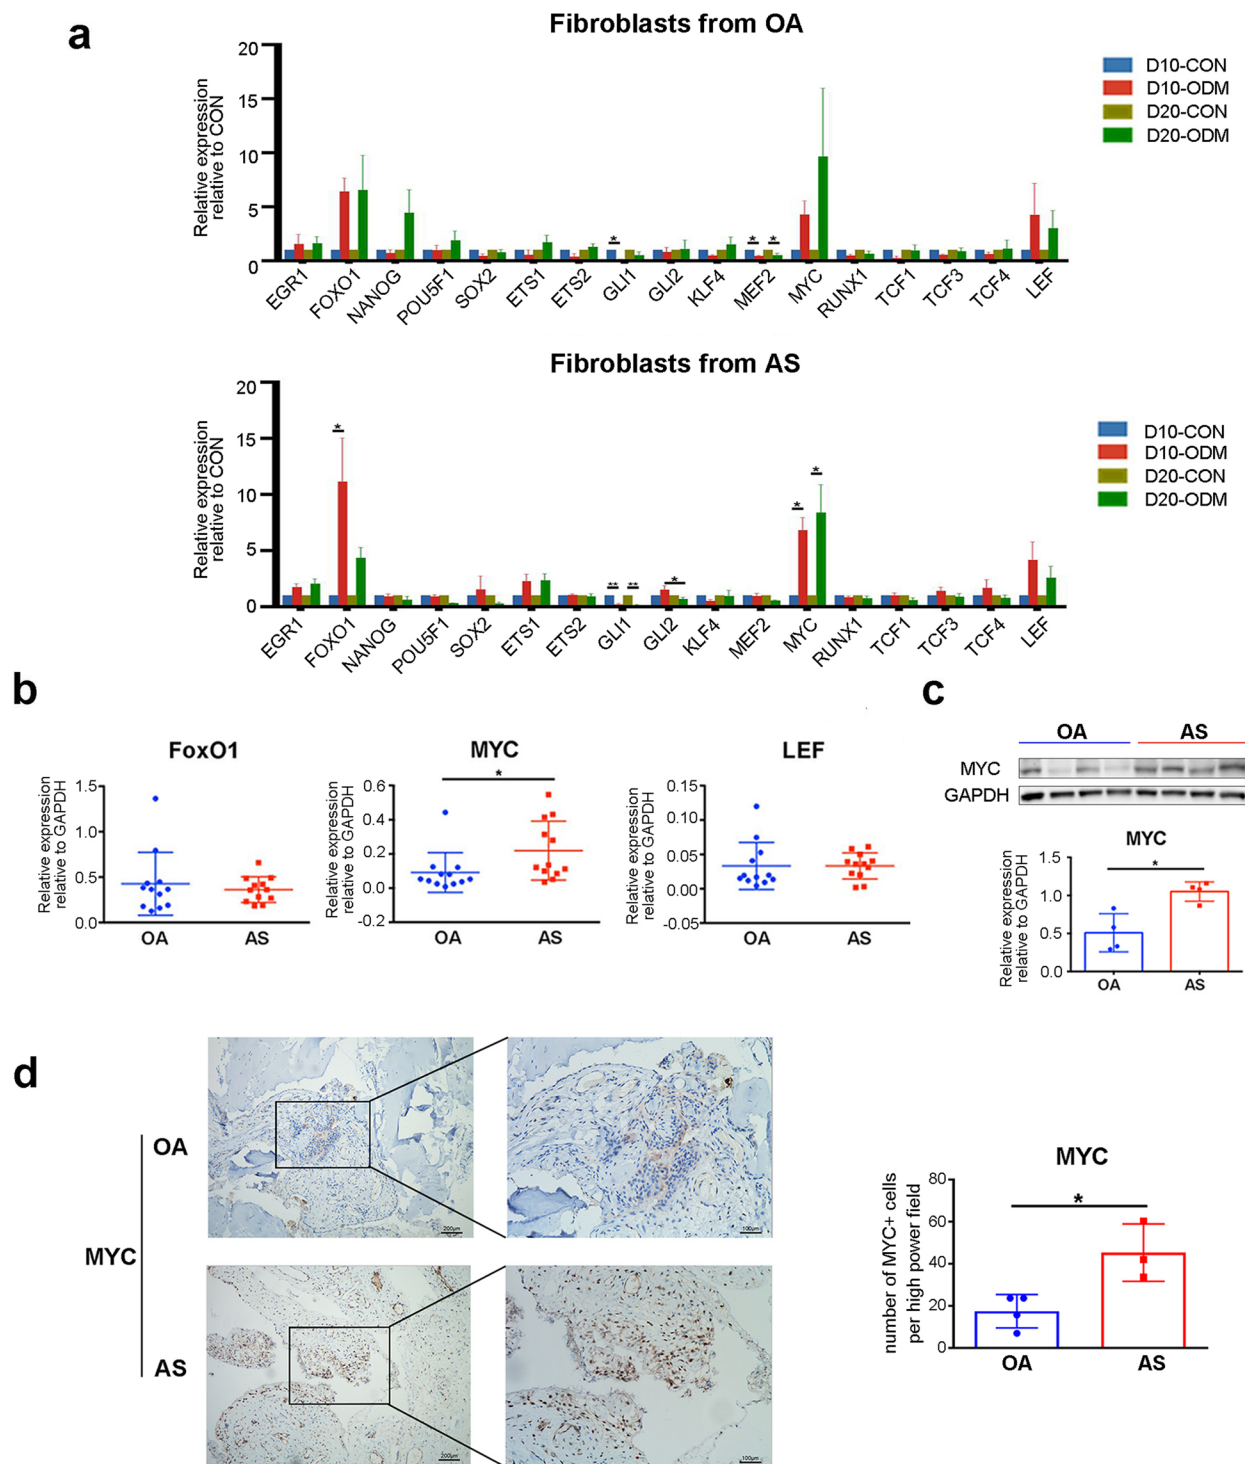 a
Fibroblasts from OA
Relative expression
relative to CON
20
15
10
5
0
* * *
EGR1 FOXO1 NANOG POU5F1 SOX2 ETS1 ETS2 GLI1 GLI2 KLF4 MEF2 MYC RUNX1 TCF1 TCF3 TCF4 LEF
D10-CON
D10-ODM
D20-CON
D20-ODM
Fibroblasts from AS
Relative expression
relative to CON
20
15
10
5
0
* ** ** * * *
EGR1 FOXO1 NANOG POU5F1 SOX2 ETS1 ETS2 GLI1 GLI2 KLF4 MEF2 MYC RUNX1 TCF1 TCF3 TCF4 LEF
D10-CON
D10-ODM
D20-CON
D20-ODM
b
FoxO1
Relative expression
relative to GAPDH
1.5
1.0
0.5
0.0
OA AS
MYC
Relative expression
relative to GAPDH
0.6
0.4
0.2
0.0
-0.2
*
OA AS
LEF
Relative expression
relative to GAPDH
0.15
0.10
0.05
0.00
-0.05
OA AS
c
OA AS
MYC
GAPDH
MYC
Relative expression
relative to GAPDH
1.5
1.0
0.5
0.0
*
OA AS
d
MYC
OA
200μm
100μm
AS
200μm
100μm
MYC
number of MYC+ cells
per high power field
80
60
40
20
0
*
OA AS